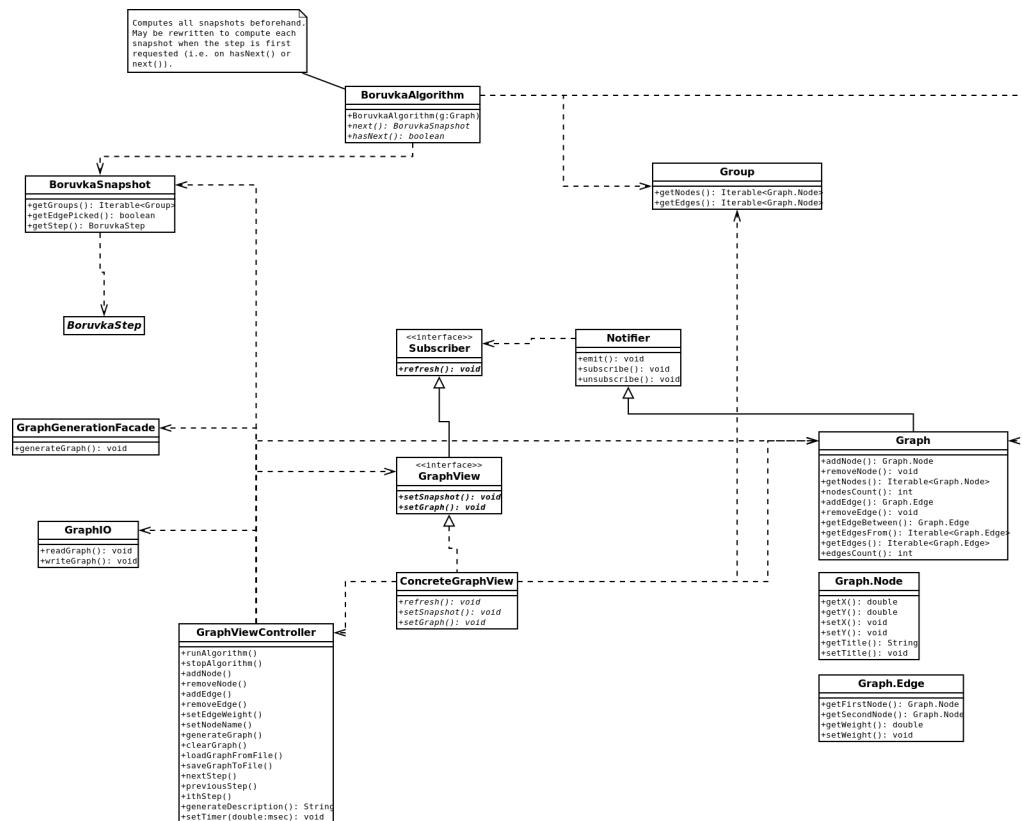 Computes all snapshots beforehand.
May be rewritten to compute each
snapshot when the step is first
requested (i.e. on hasNext() or
next()).
BoruvkaAlgorithm
+BoruvkaAlgorithm(g:Graph)
+next(): BoruvkaSnapshot
+hasNext(): boolean
BoruvkaSnapshot
+getGroups(): Iterable<Group>
+getEdgePicked(): boolean
+getStep(): BoruvkaStep
Group
+getNodes(): Iterable<Graph.Node>
+getEdges(): Iterable<Graph.Node>
BoruvkaStep
<<interface>>
Subscriber
+refresh(): void
Notifier
+emit(): void
+subscribe(): void
+unsubscribe(): void
GraphGenerationFacade
+generateGraph(): void
Graph
+addNode(): Graph.Node
+removeNode(): void
+getNodes(): Iterable<Graph.Node>
+nodesCount(): int
+addEdge(): Graph.Edge
+removeEdge(): void
+getEdgeBetween(): Graph.Edge
+getEdgesFrom(): Iterable<Graph.Edge>
+getEdges(): Iterable<Graph.Edge>
+edgesCount(): int
<<interface>>
GraphView
+setSnapshot(): void
+setGraph(): void
GraphIO
+readGraph(): void
+writeGraph(): void
ConcreteGraphView
+refresh(): void
+setSnapshot(): void
+setGraph(): void
Graph.Node
+getX(): double
+getY(): double
+setX(): void
+setY(): void
+getTitle(): String
+setTitle(): void
GraphViewController
+runAlgorithm()
+stopAlgorithm()
+addNode()
+removeNode()
+addEdge()
+removeEdge()
+setEdgeWeight()
+setNodeName()
+generateGraph()
+clearGraph()
+loadGraphFromFile()
+saveGraphToFile()
+nextStep()
+previousStep()
+ithStep()
+generateDescription(): String
+setTimer(double:msec): void
Graph.Edge
+getFirstNode(): Graph.Node
+getSecondNode(): Graph.Node
+getWeight(): double
+setWeight(): void